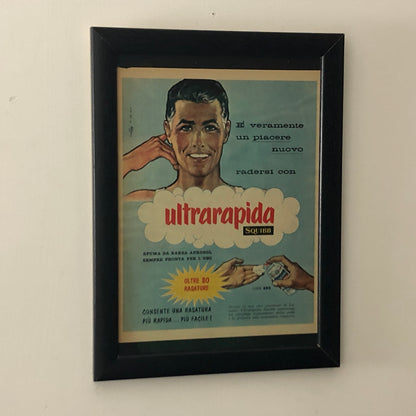 E' veramente
un piacere
nuovo
radersi con
ultrarapida
SQUIBB
SPUMA DA BARBA AEROSOL
SEMPRE PRONTA PER L'USO
OLTRE 80
RASATURE!
CONSENTE UNA RASATURA
PIÙ RAPIDA ... PIÙ FACILE!